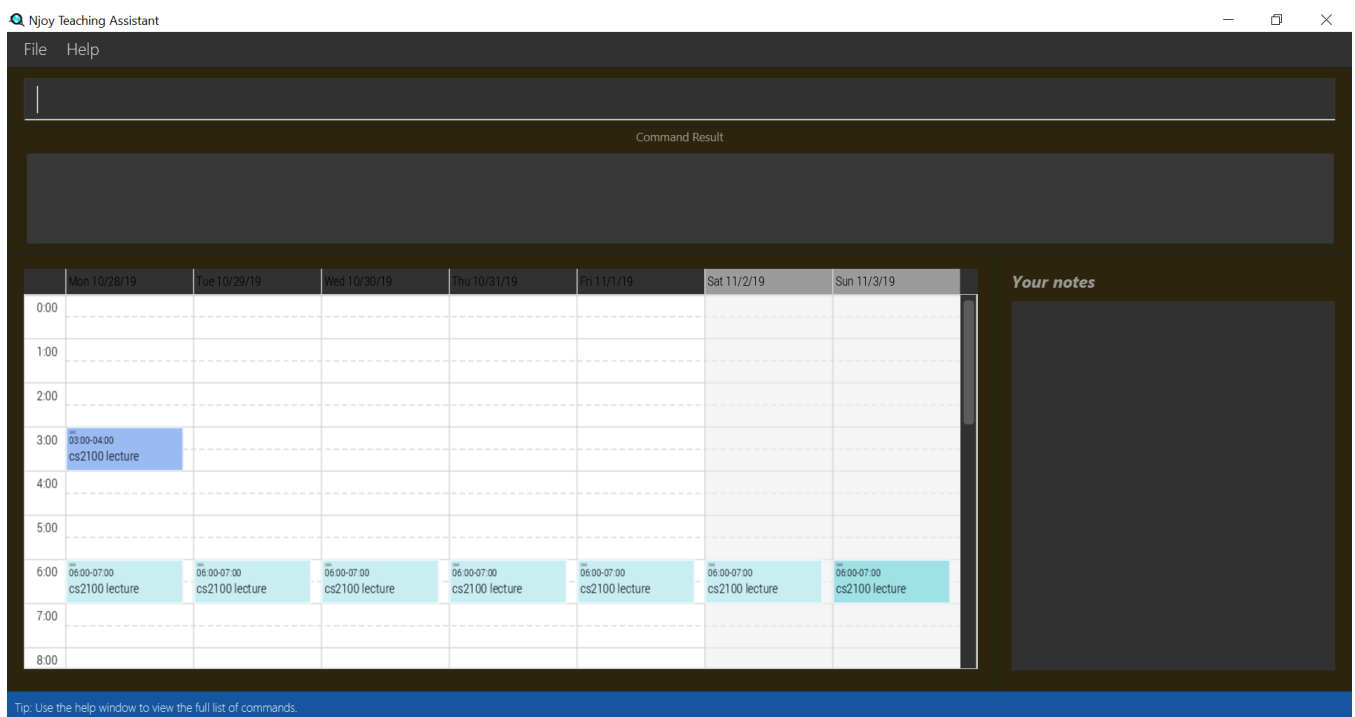 Njoy Teaching Assistant
File Help
Command Result
Mon 10/28/19 Tue 10/29/19 Wed 10/30/19 Thu 10/31/19 Fri 11/1/19 Sat 11/2/19 Sun 11/3/19
Your notes
0:00
1:00
2:00
3:00 03:00-04:00
cs2100 lecture
4:00
5:00
6:00 06:00-07:00 06:00-07:00 06:00-07:00 06:00-07:00 06:00-07:00 06:00-07:00 06:00-07:00
cs2100 lecture cs2100 lecture cs2100 lecture cs2100 lecture cs2100 lecture cs2100 lecture cs2100 lecture
7:00
8:00
Tip: Use the help window to view the full list of commands.